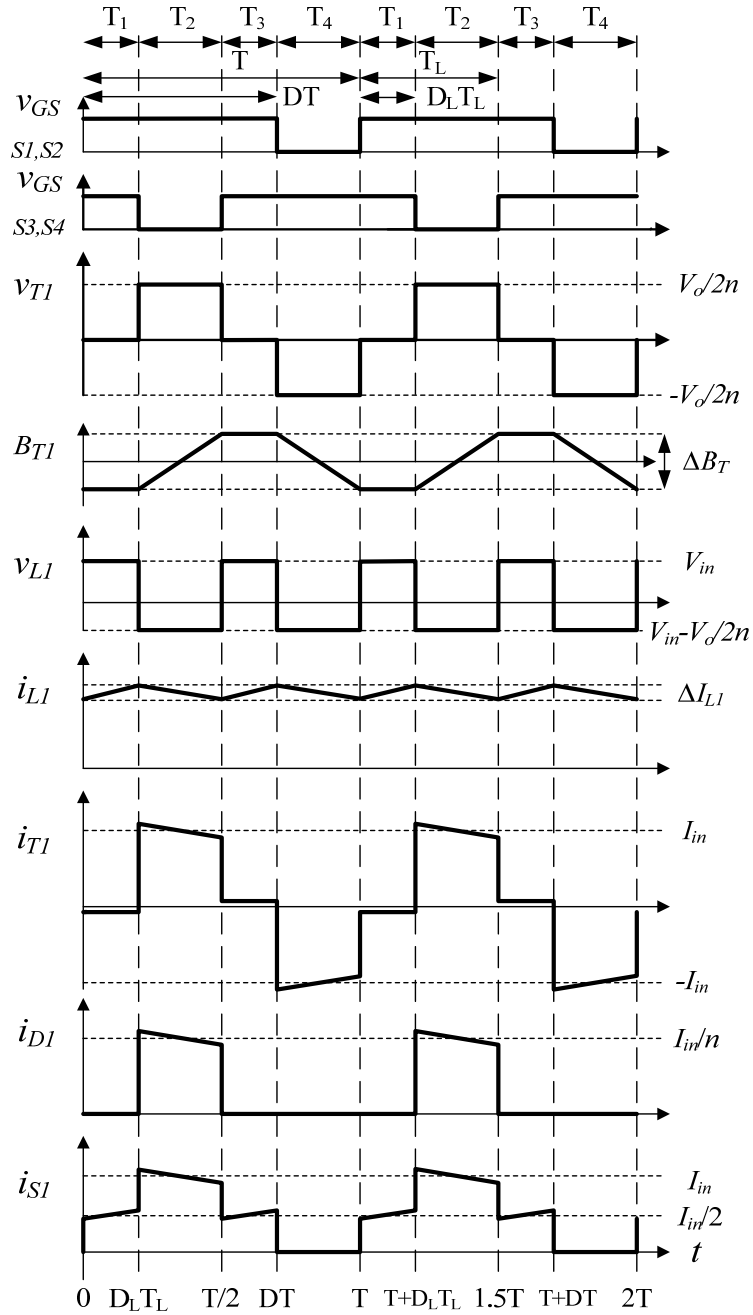 T1 T2 T3 T4 T1 T2 T3 T4
T TL
DT DLTL
vGS
S1,S2
vGS
S3,S4
vT1 Vo/2n
-Vo/2n
BT1 ΔBT
vL1 Vin
Vin-Vo/2n
iL1 ΔIL1
iT1 Iin
-Iin
iD1 Iin/n
iS1 Iin
Iin/2
t
0 DLTL T/2 DT T T+DLTL 1.5T T+DT 2T